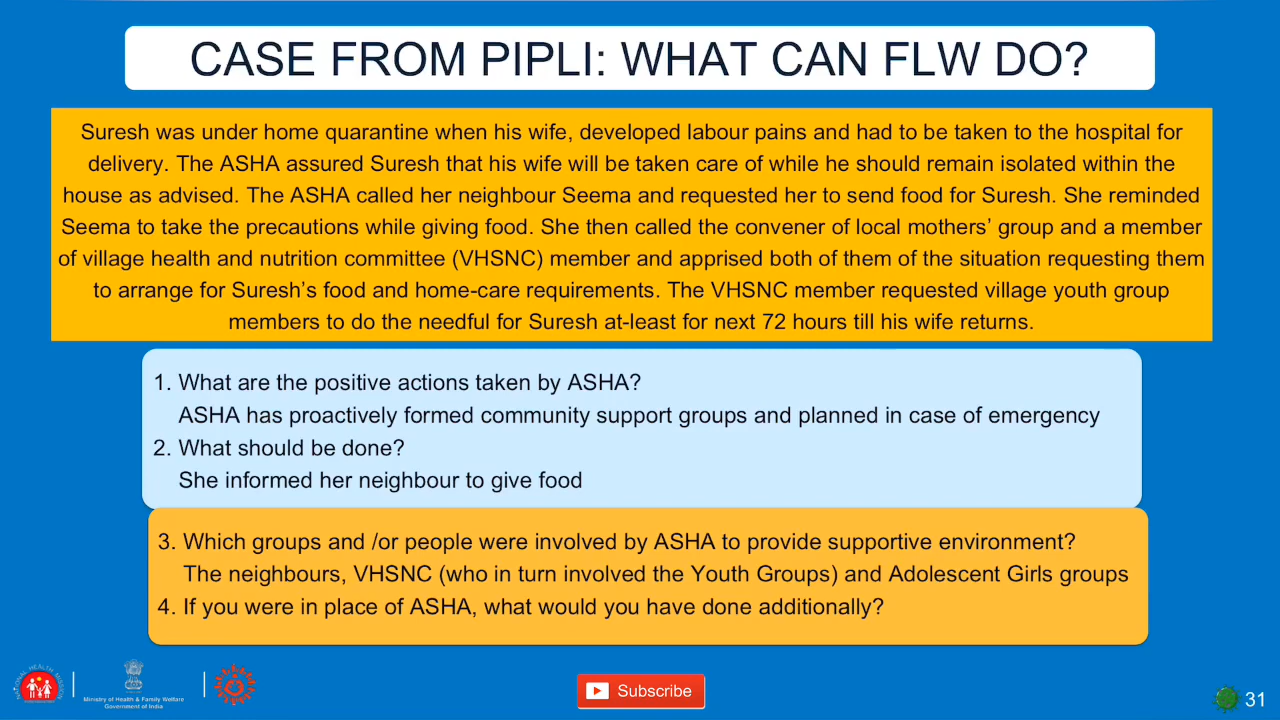 CASE FROM PIPLI: WHAT CAN FLW DO?
Suresh was under home quarantine when his wife, developed labour pains and had to be taken to the hospital for
delivery. The ASHA assured Suresh that his wife will be taken care of while he should remain isolated within the
house as advised. The ASHA called her neighbour Seema and requested her to send food for Suresh. She reminded
Seema to take the precautions while giving food. She then called the convener of local mothers’ group and a member
of village health and nutrition committee (VHSNC) member and apprised both of them of the situation requesting them
to arrange for Suresh’s food and home-care requirements. The VHSNC member requested village youth group
members to do the needful for Suresh at-least for next 72 hours till his wife returns.
1. What are the positive actions taken by ASHA?
ASHA has proactively formed community support groups and planned in case of emergency
2. What should be done?
She informed her neighbour to give food
3. Which groups and /or people were involved by ASHA to provide supportive environment?
The neighbours, VHSNC (who in turn involved the Youth Groups) and Adolescent Girls groups
4. If you were in place of ASHA, what would you have done additionally?
NATIONAL HEALTH MISSION
Ministry of Health & Family Welfare
Government of India
Subscribe
31